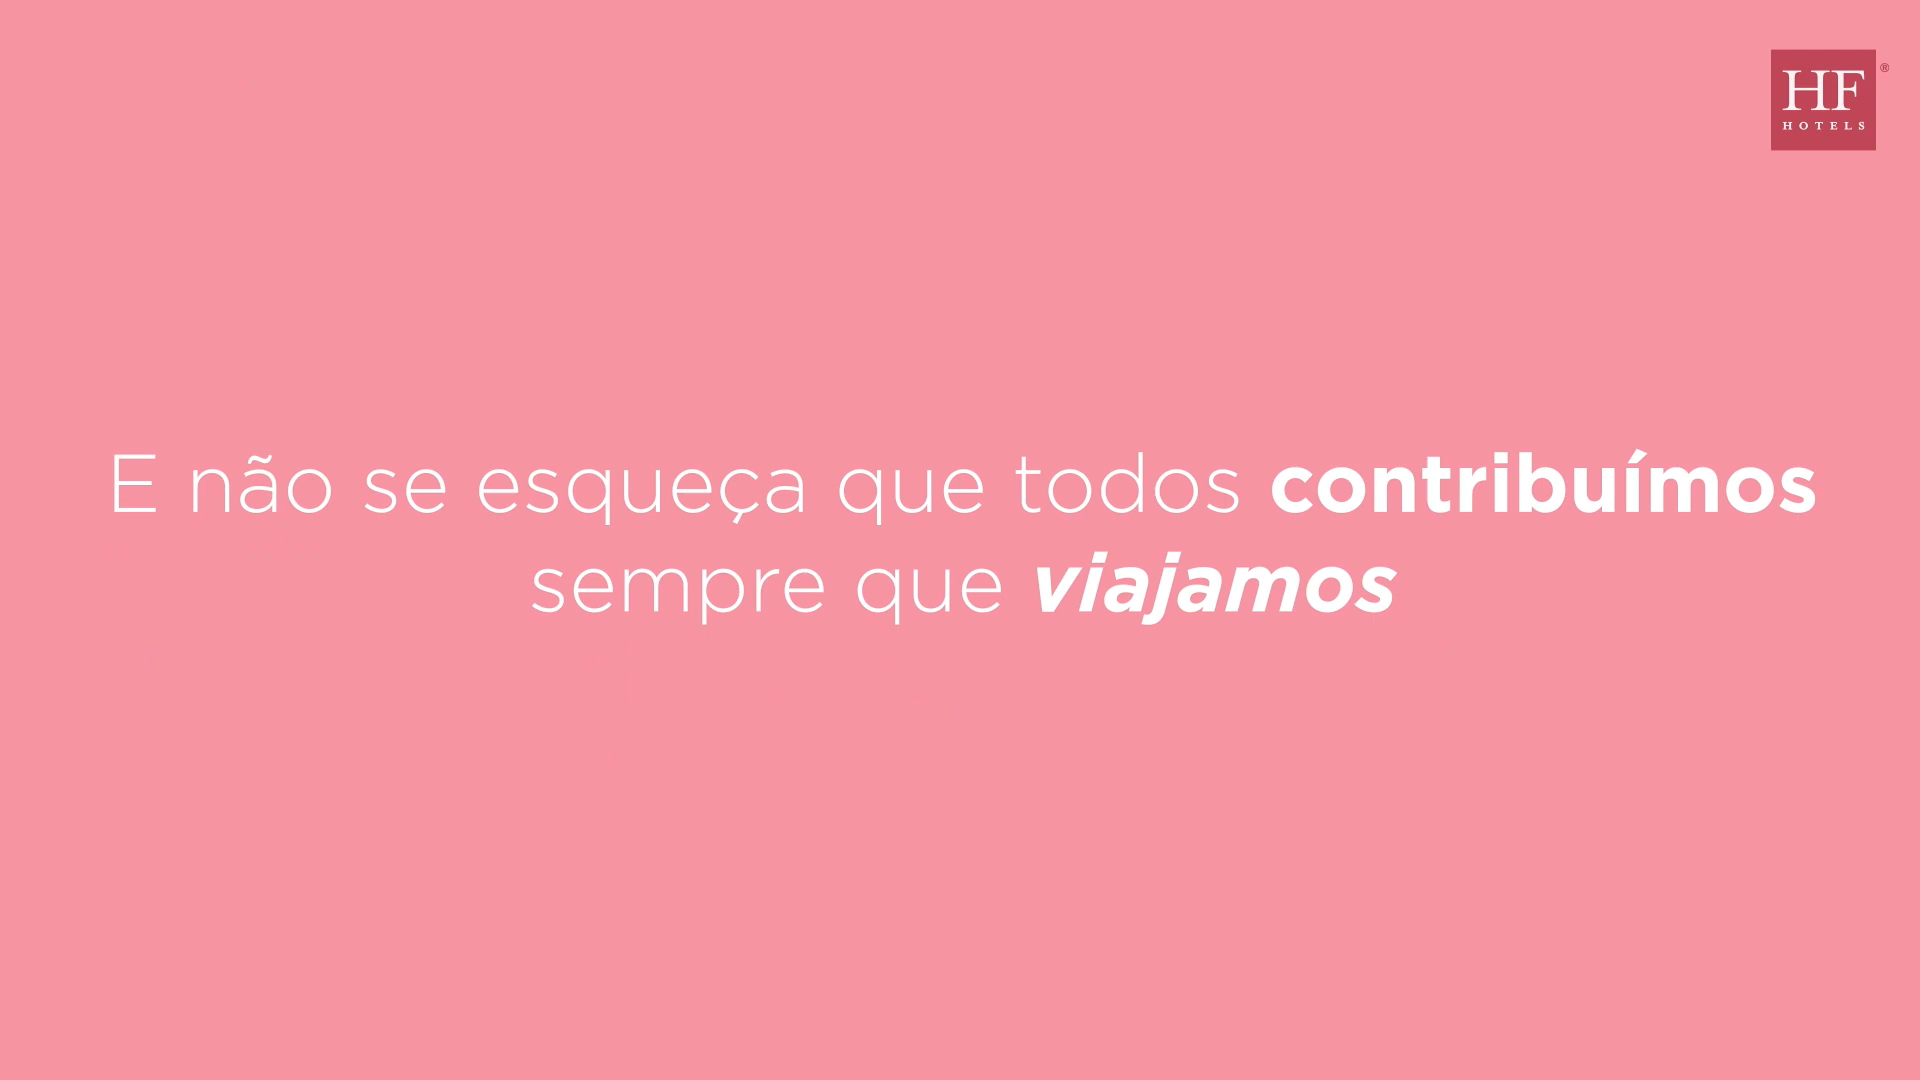 HF
®
HOTELS
E não se esqueça que todos contribuímos
sempre que viajamos